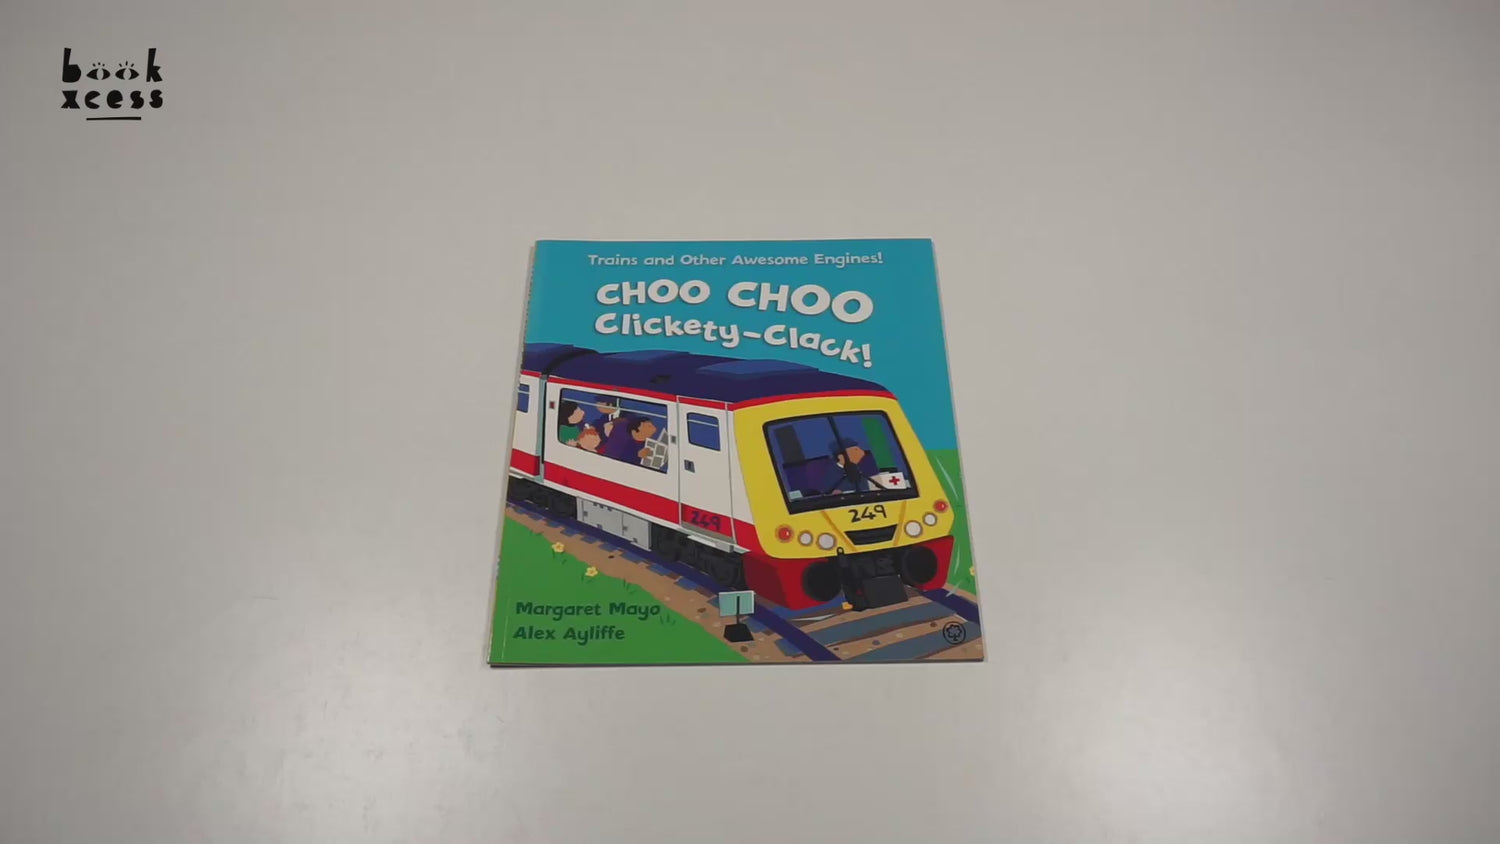 book
xcess
Trains and Other Awesome Engines!
CHOO CHOO
Clickety-Clack!
249
249
Margaret Mayo
Alex Ayliffe